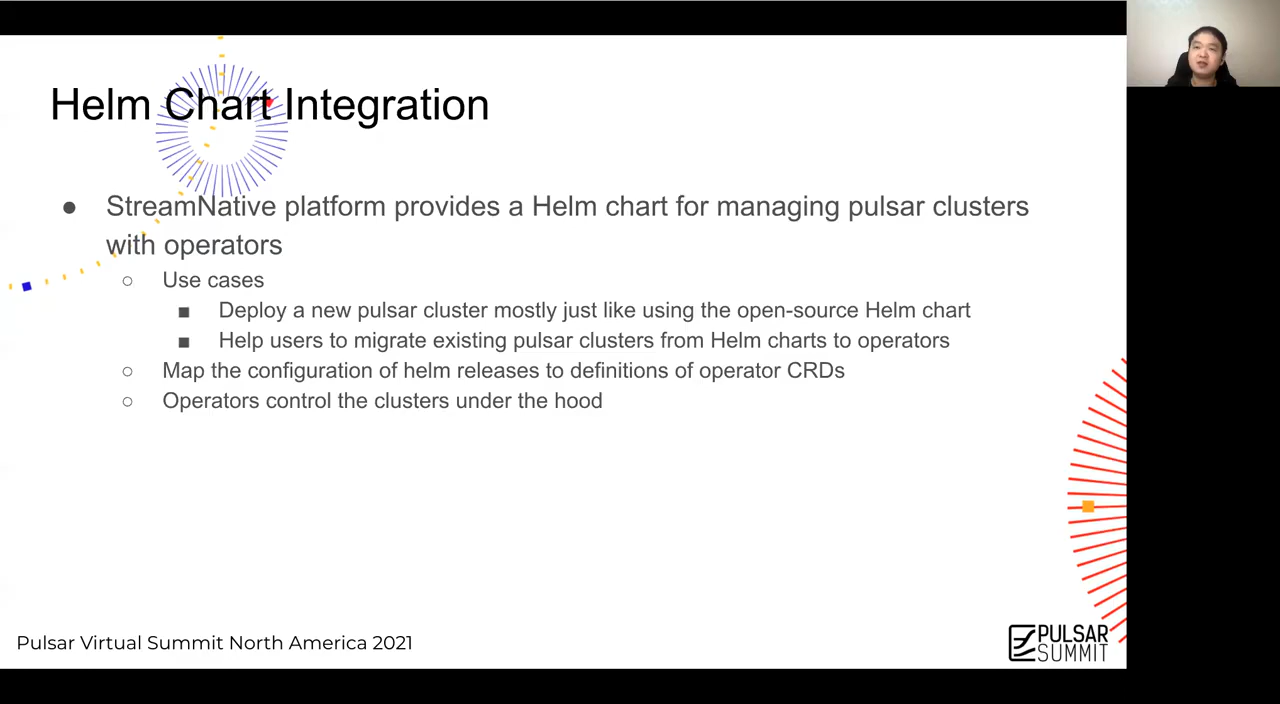 Helm Chart Integration
● StreamNative platform provides a Helm chart for managing pulsar clusters
with operators
○ Use cases
■ Deploy a new pulsar cluster mostly just like using the open-source Helm chart
■ Help users to migrate existing pulsar clusters from Helm charts to operators
○ Map the configuration of helm releases to definitions of operator CRDs
○ Operators control the clusters under the hood
Pulsar Virtual Summit North America 2021
PULSAR
SUMMIT